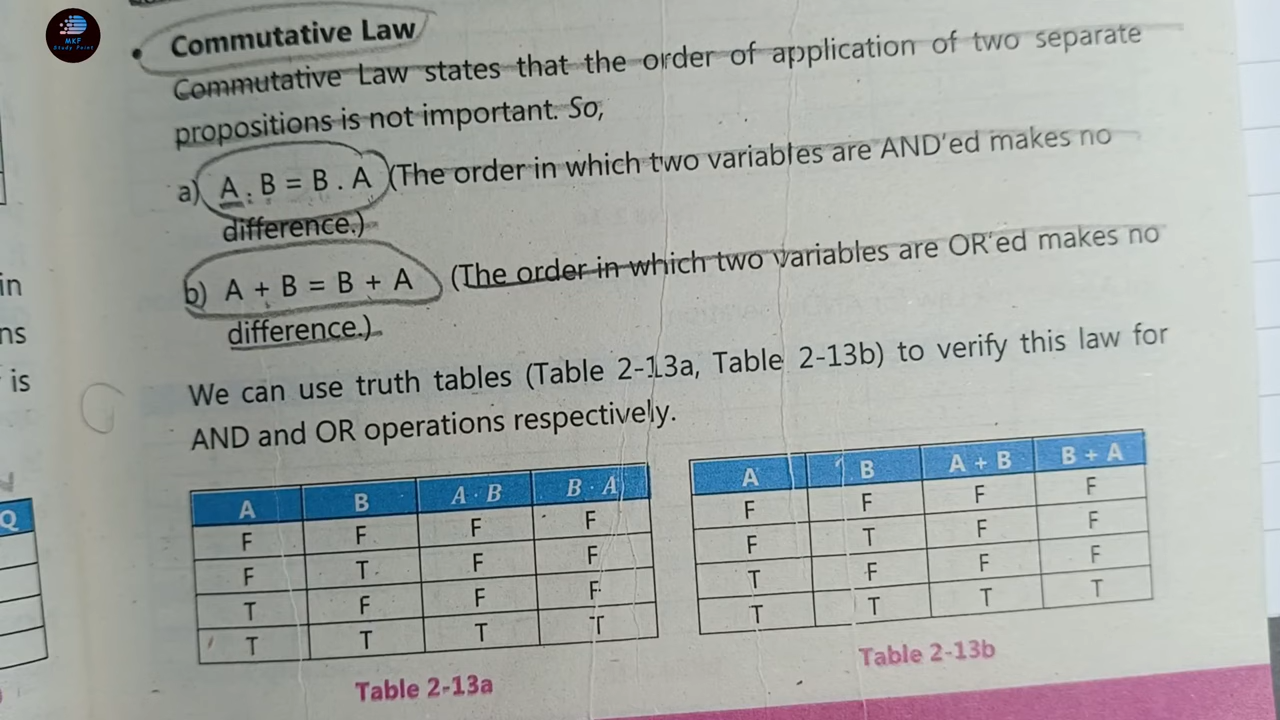 MKF
Study Point
• Commutative Law
Commutative Law states that the order of application of two separate
propositions is not important. So,
a) A . B = B . A (The order in which two variables are AND'ed makes no
difference.)
b) A + B = B + A (The order in which two variables are OR'ed makes no
difference.)
We can use truth tables (Table 2-13a, Table 2-13b) to verify this law for
AND and OR operations respectively.
A B A · B B · A
F F F F
F T F F
T F F F
T T T T
Table 2-13a
A B A + B B + A
F F F F
F T F F
T F F F
T T T T
Table 2-13b
in
ns
is
Q